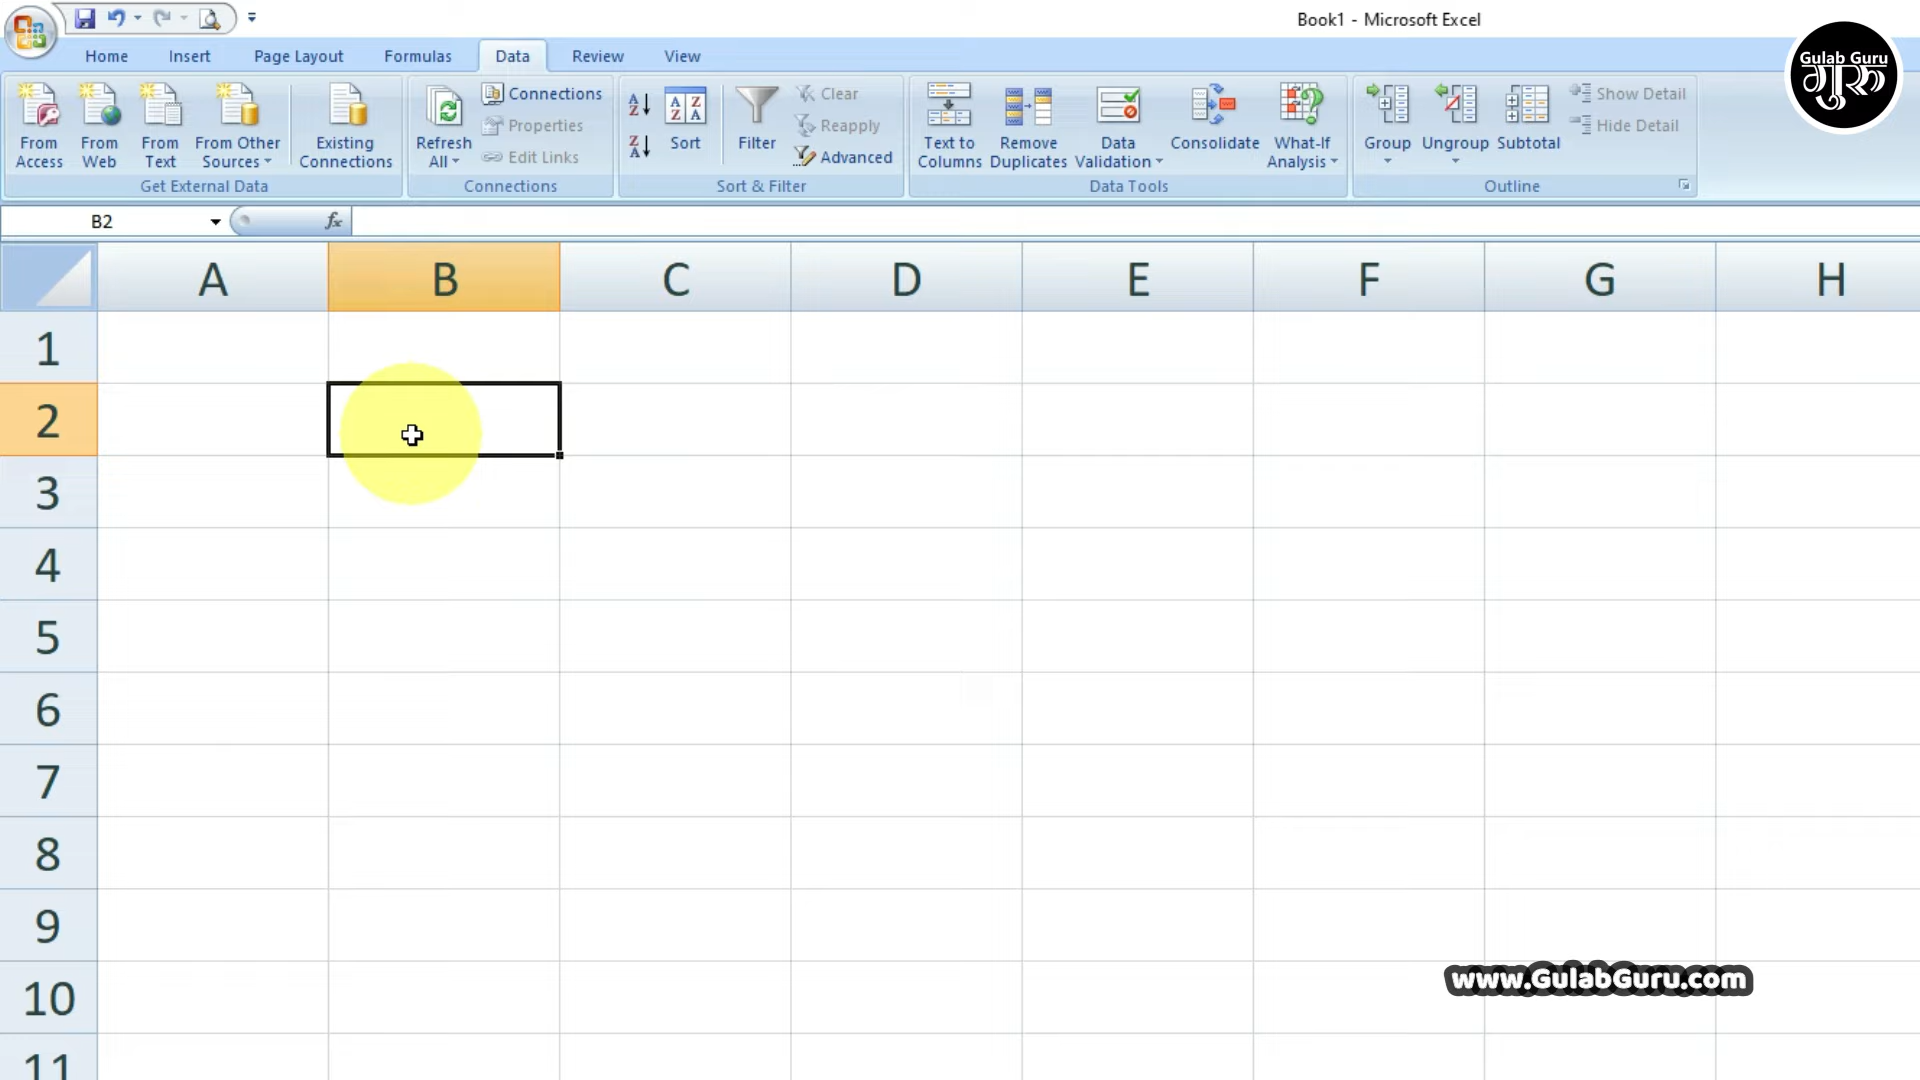 Book1 - Microsoft Excel
Gulab Guru
गुरू
Home Insert Page Layout Formulas Data Review View
From Access
From Web
From Text
From Other Sources
Existing Connections
Get External Data
Refresh All
Connections
Properties
Edit Links
Connections
Sort
Filter
Clear
Reapply
Advanced
Sort & Filter
Text to Columns
Remove Duplicates
Data Validation
Consolidate
What-If Analysis
Data Tools
Group
Ungroup
Subtotal
Show Detail
Hide Detail
Outline
B2 fx
A B C D E F G H
1
2
3
4
5
6
7
8
9
10
11
www.GulabGuru.com